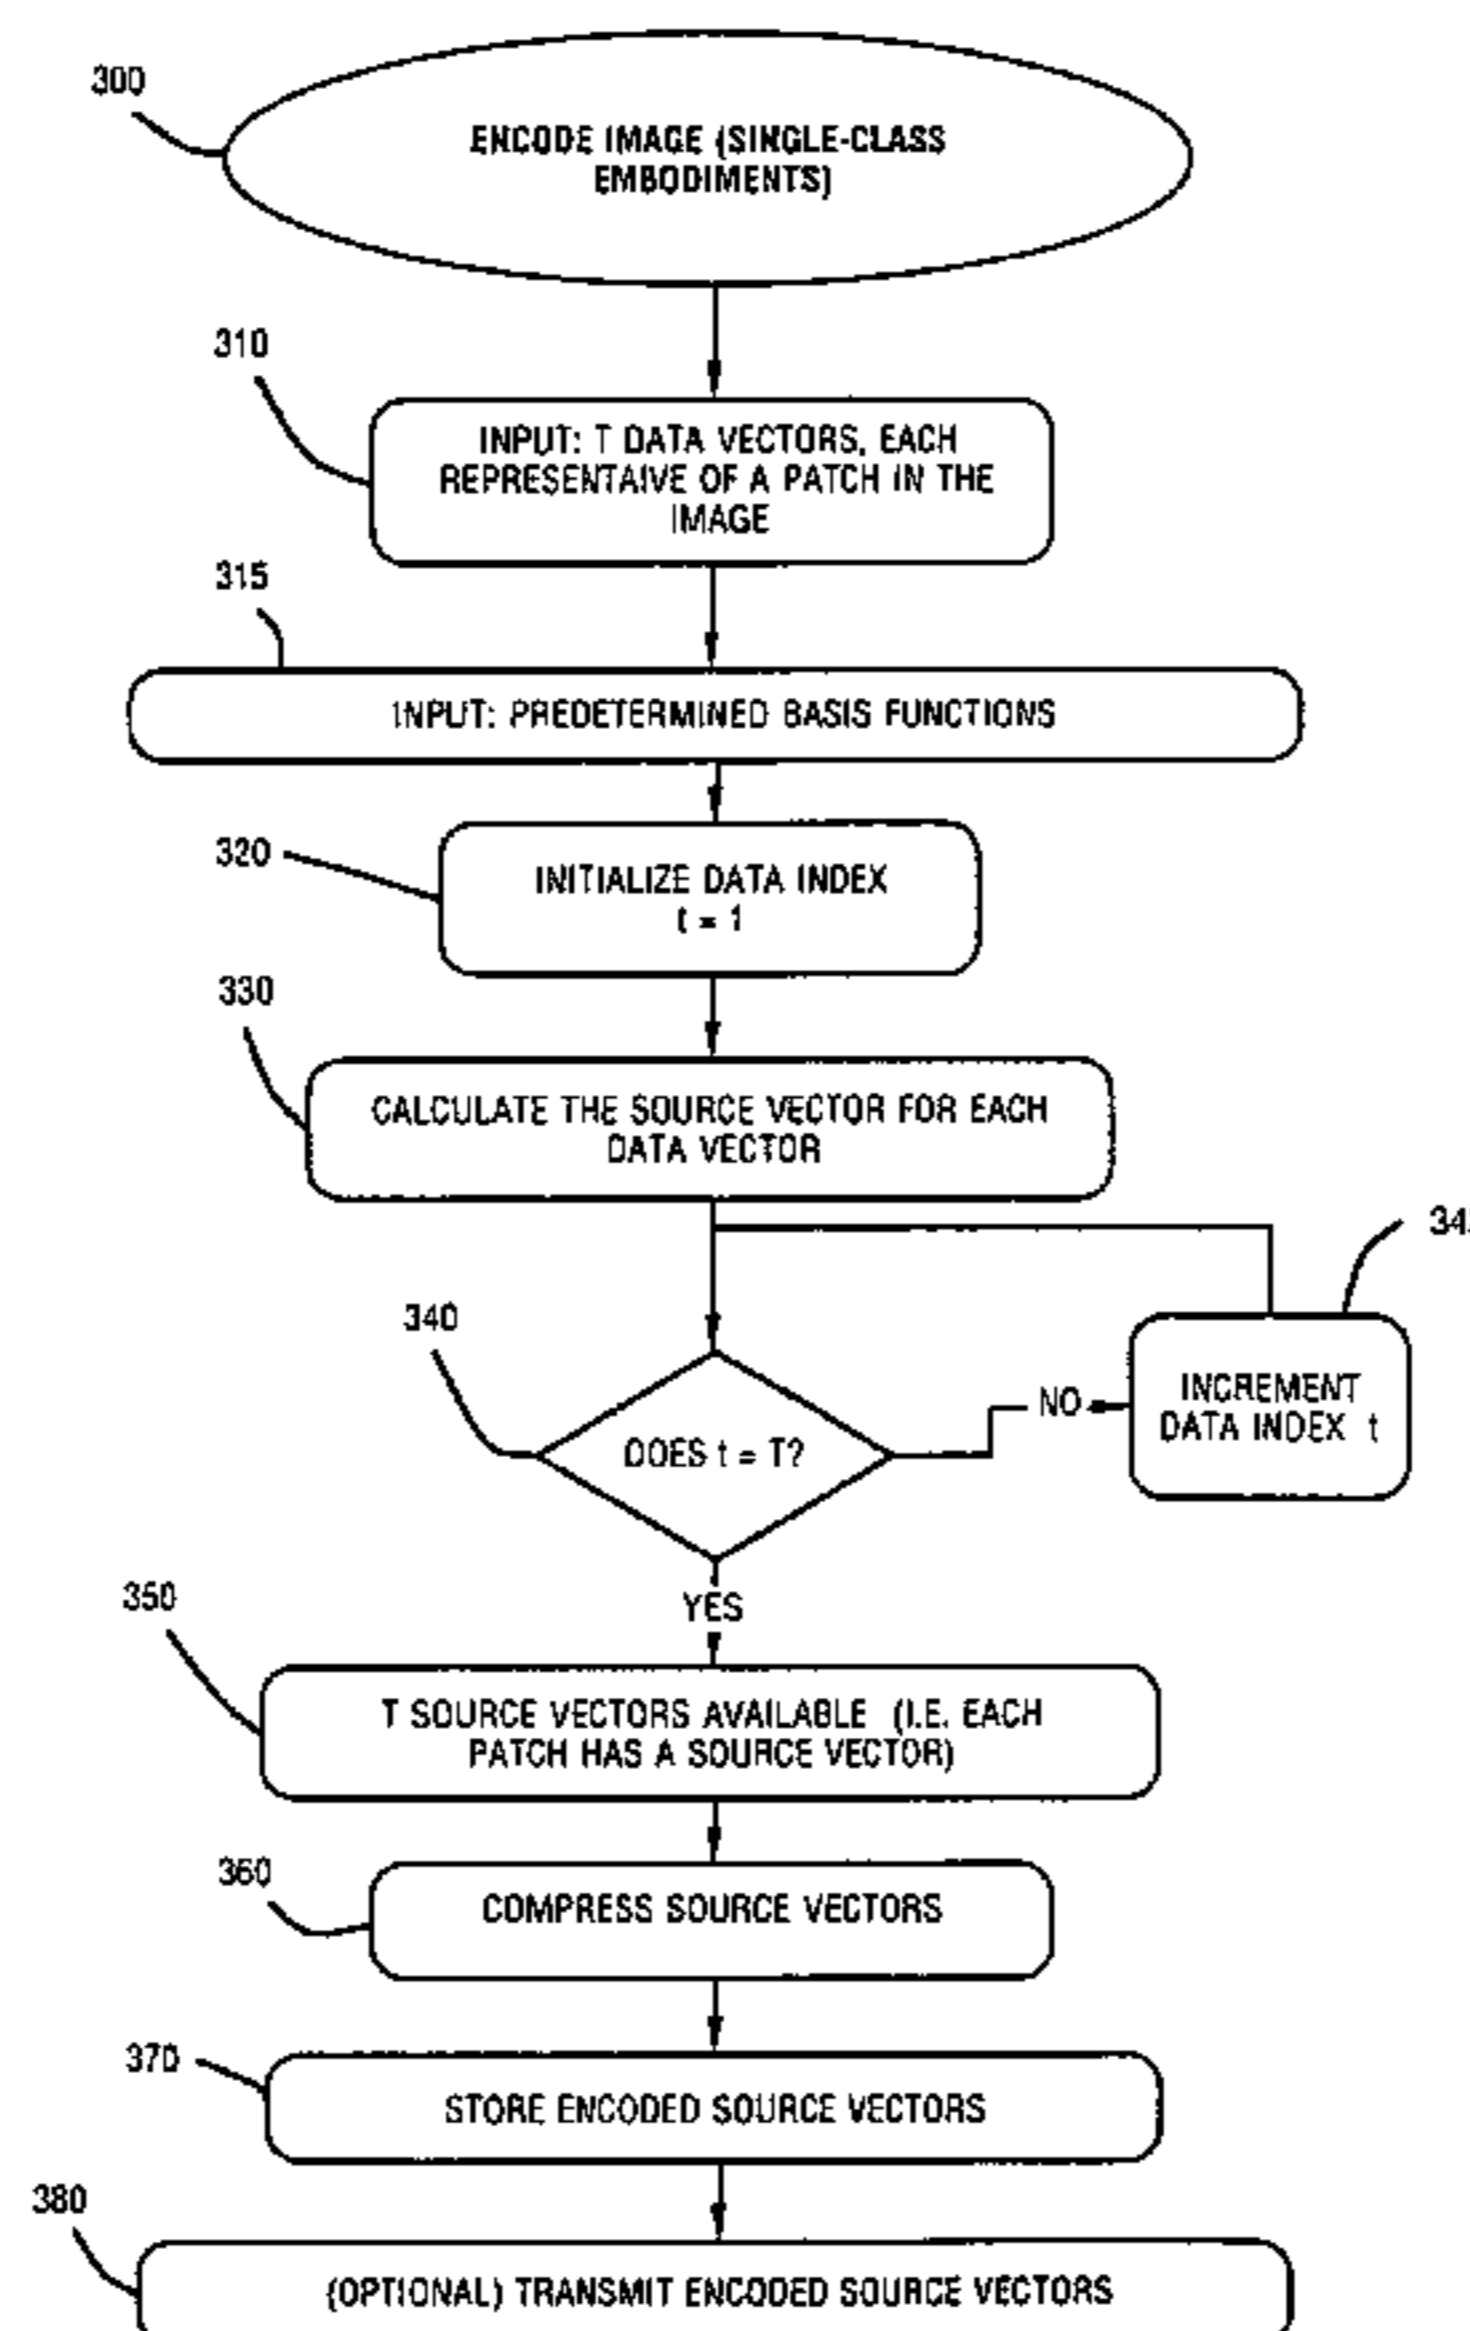 300
ENCODE IMAGE (SINGLE-CLASS
EMBODIMENTS)
310
INPUT: T DATA VECTORS, EACH
REPRESENTAIVE OF A PATCH IN THE
IMAGE
315
INPUT: PREDETERMINED BASIS FUNCTIONS
320
INITIALIZE DATA INDEX
t = 1
330
CALCULATE THE SOURCE VECTOR FOR EACH
DATA VECTOR
340
DOES t = T?
NO
INCREMENT
DATA INDEX t
YES
350
T SOURCE VECTORS AVAILABLE (I.E. EACH
PATCH HAS A SOURCE VECTOR)
360
COMPRESS SOURCE VECTORS
370
STORE ENCODED SOURCE VECTORS
380
(OPTIONAL) TRANSMIT ENCODED SOURCE VECTORS